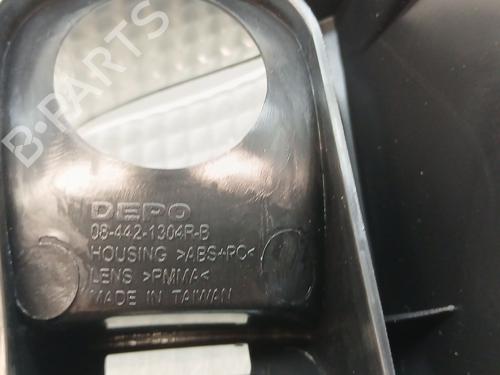 B-PARTS
DEPO
08-442-1304R-B
HOUSING >ABS+PC<
LENS >PMMA<
MADE IN TAIWAN